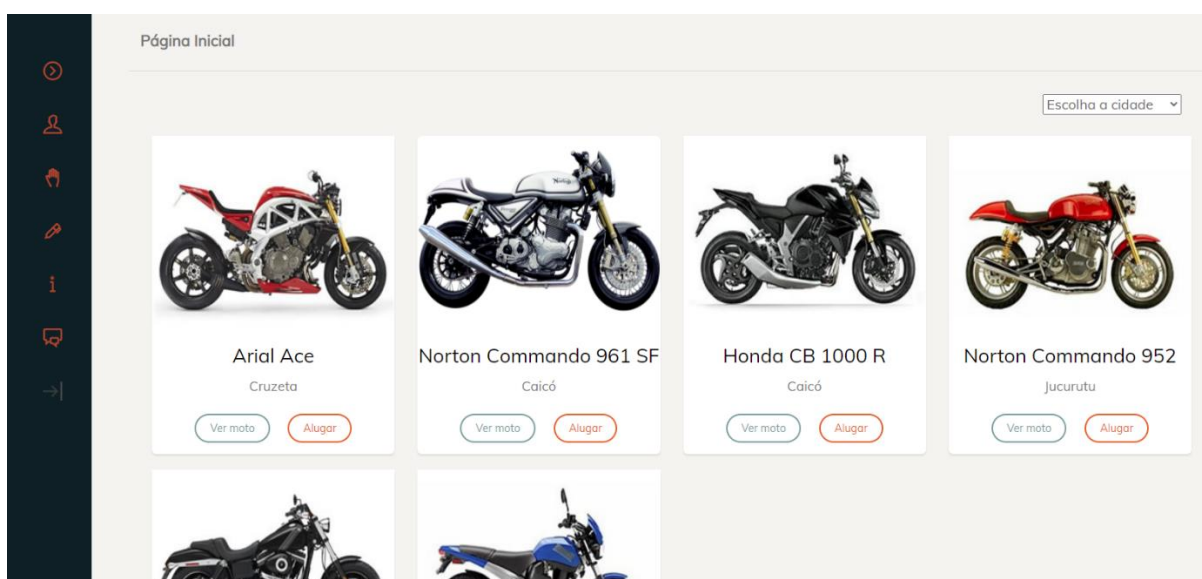 Página Inicial
Escolha a cidade
Arial Ace
Cruzeta
Ver moto Alugar
Norton Commando 961 SF
Caicó
Ver moto Alugar
Honda CB 1000 R
Caicó
Ver moto Alugar
Norton Commando 952
Jucurutu
Ver moto Alugar